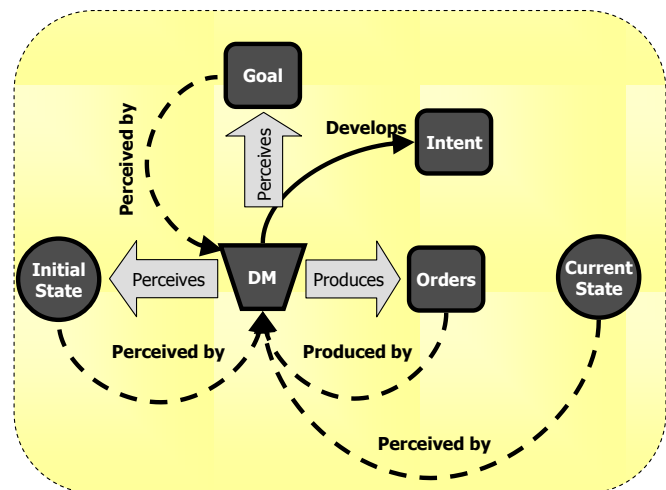 Goal
Develops
Intent
Perceived by
Perceives
Initial
State
Perceives
DM
Produces
Orders
Current
State
Perceived by
Produced by
Perceived by